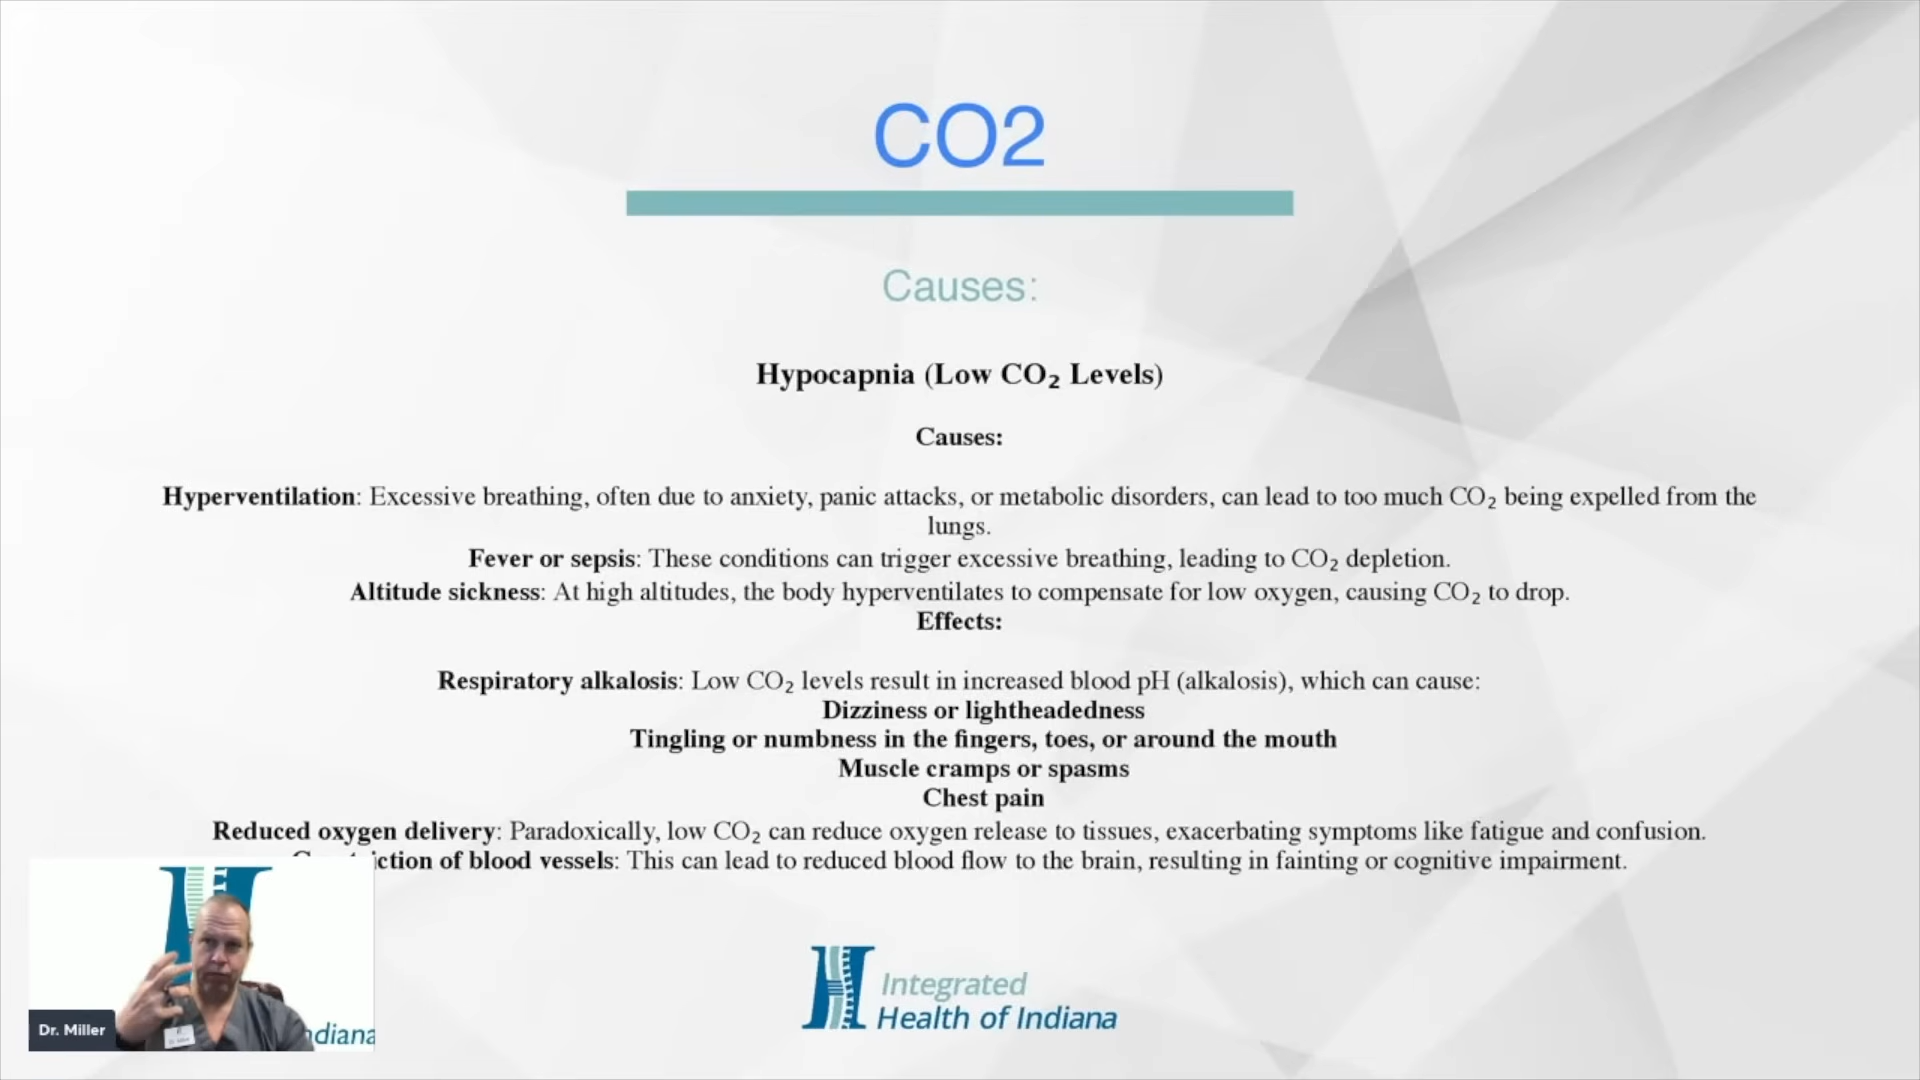 CO2
Causes:
Hypocapnia (Low CO₂ Levels)
Causes:
Hyperventilation: Excessive breathing, often due to anxiety, panic attacks, or metabolic disorders, can lead to too much CO₂ being expelled from the
lungs.
Fever or sepsis: These conditions can trigger excessive breathing, leading to CO₂ depletion.
Altitude sickness: At high altitudes, the body hyperventilates to compensate for low oxygen, causing CO₂ to drop.
Effects:
Respiratory alkalosis: Low CO₂ levels result in increased blood pH (alkalosis), which can cause:
Dizziness or lightheadedness
Tingling or numbness in the fingers, toes, or around the mouth
Muscle cramps or spasms
Chest pain
Reduced oxygen delivery: Paradoxically, low CO₂ can reduce oxygen release to tissues, exacerbating symptoms like fatigue and confusion.
of blood vessels: This can lead to reduced blood flow to the brain, resulting in fainting or cognitive impairment.
Integrated
Health of Indiana
Dr. Miller
ndiana